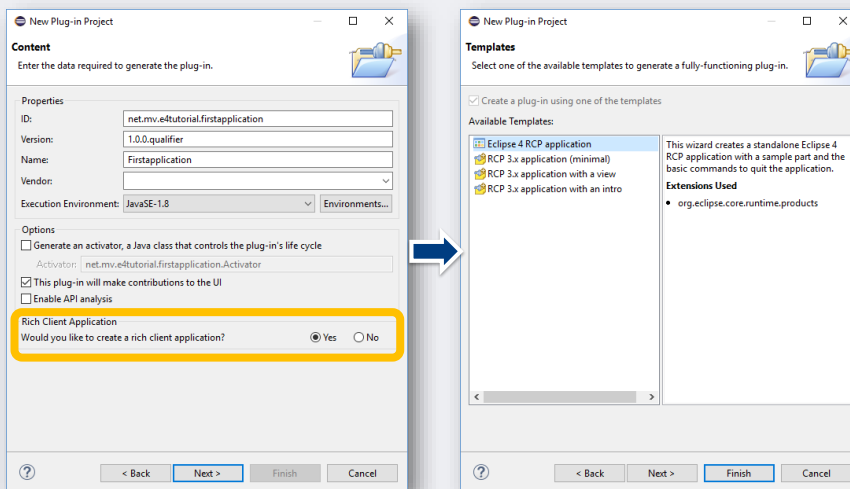 New Plug-in Project
Content
Enter the data required to generate the plug-in.
Properties
ID: net.mv.e4tutorial.firstapplication
Version: 1.0.0.qualifier
Name: Firstapplication
Vendor:
Execution Environment: JavaSE-1.8 Environments...
Options
Generate an activator, a Java class that controls the plug-in's life cycle
Activator: net.mv.e4tutorial.firstapplication.Activator
This plug-in will make contributions to the UI
Enable API analysis
Rich Client Application
Would you like to create a rich client application? Yes No
< Back Next > Finish Cancel
New Plug-in Project
Templates
Select one of the available templates to generate a fully-functioning plug-in.
Create a plug-in using one of the templates
Available Templates:
Eclipse 4 RCP application
RCP 3.x application (minimal)
RCP 3.x application with a view
RCP 3.x application with an intro
This wizard creates a standalone Eclipse 4
RCP application with a sample part and the
basic commands to quit the application.
Extensions Used
org.eclipse.core.runtime.products
< Back Next > Finish Cancel